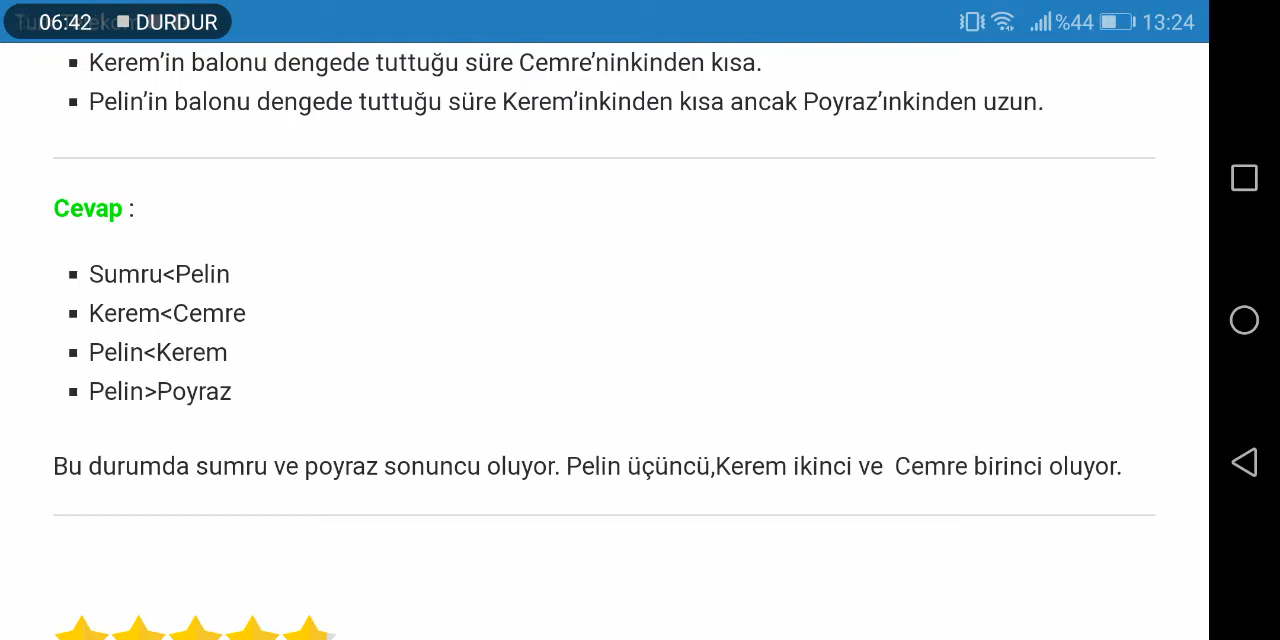 06:42 DURDUR %44 13:24
Kerem’in balonu dengede tuttuğu süre Cemre’ninkinden kısa.
Pelin’in balonu dengede tuttuğu süre Kerem’inkinden kısa ancak Poyraz’ınkinden uzun.
Cevap :
Sumru<Pelin
Kerem<Cemre
Pelin<Kerem
Pelin>Poyraz
Bu durumda sumru ve poyraz sonuncu oluyor. Pelin üçüncü,Kerem ikinci ve Cemre birinci oluyor.